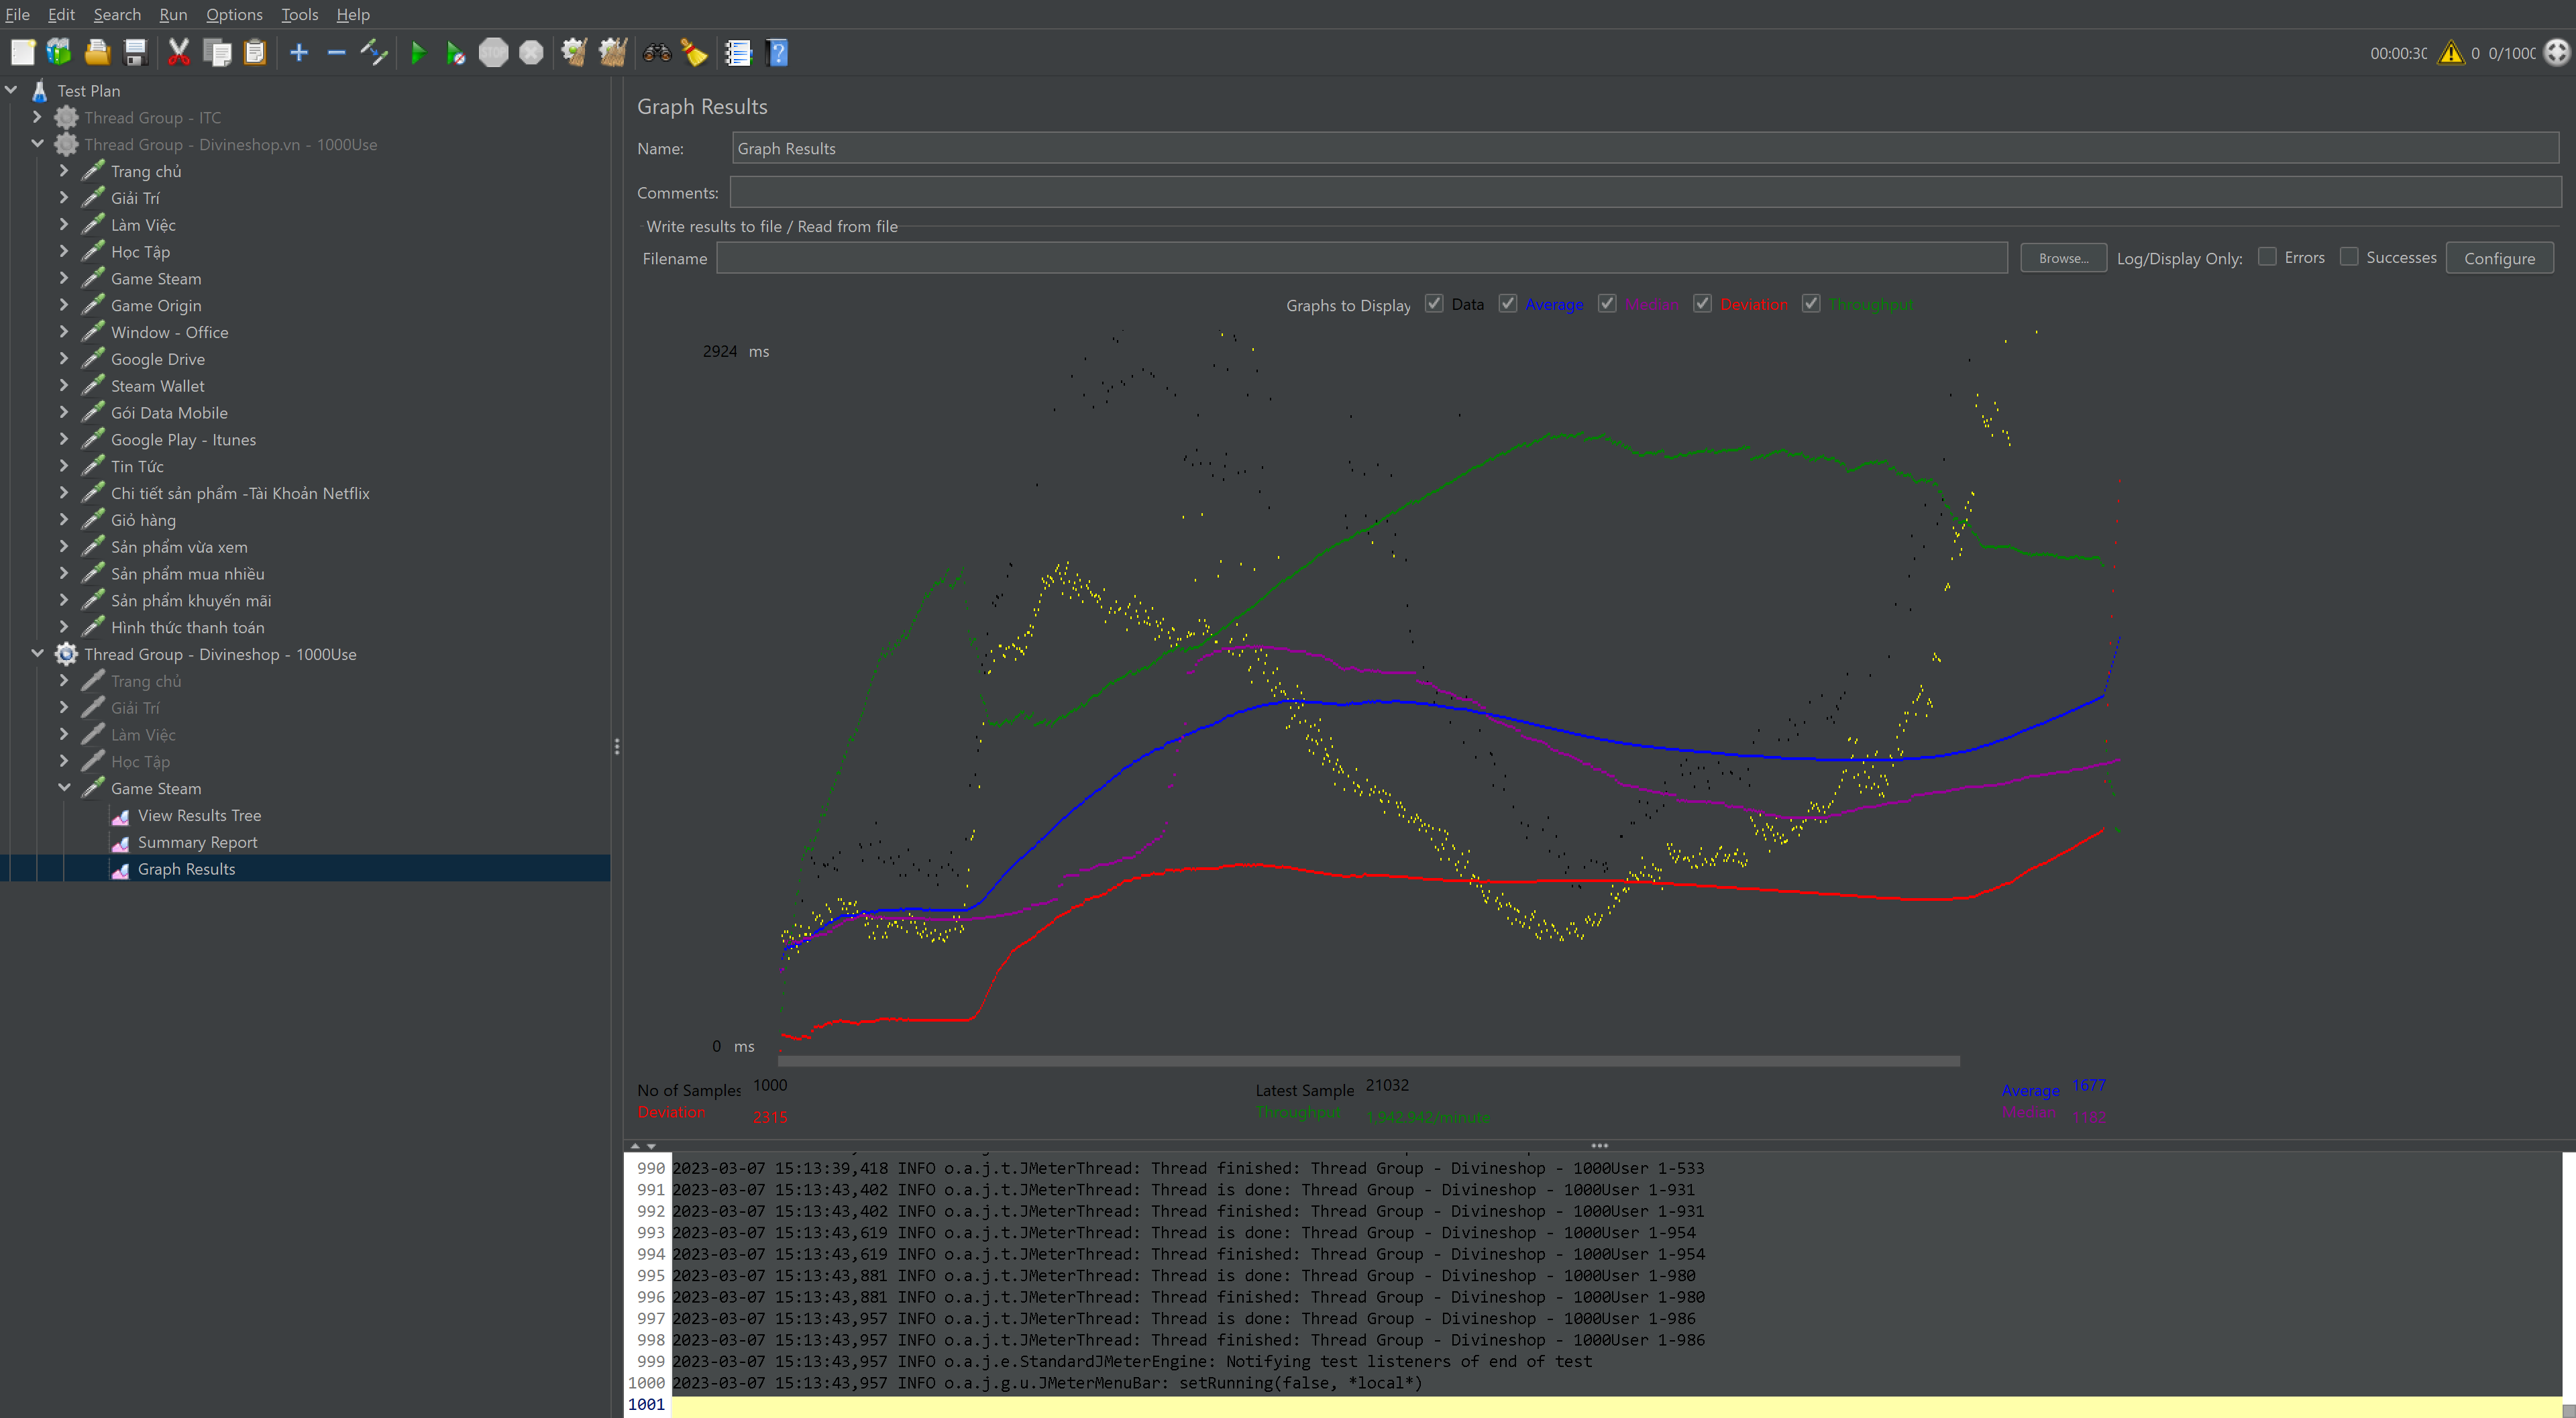 File Edit Search Run Options Tools Help
00:00:30 0 0/1000
Test Plan
Thread Group - ITC
Thread Group - Divineshop.vn - 1000Use
Trang chủ
Giải Trí
Làm Việc
Học Tập
Game Steam
Game Origin
Window - Office
Google Drive
Steam Wallet
Gói Data Mobile
Google Play - Itunes
Tin Tức
Chi tiết sản phẩm -Tài Khoản Netflix
Giỏ hàng
Sản phẩm vừa xem
Sản phẩm mua nhiều
Sản phẩm khuyến mãi
Hình thức thanh toán
Thread Group - Divineshop - 1000Use
Trang chủ
Giải Trí
Làm Việc
Học Tập
Game Steam
View Results Tree
Summary Report
Graph Results
Graph Results
Name: Graph Results
Comments:
Write results to file / Read from file
Filename Browse... Log/Display Only: Errors Successes Configure
Graphs to Display Data Average Median Deviation Throughput
2924 ms
0 ms
No of Samples 1000 Latest Sample 21032 Average 1677
Deviation 2315 Throughput 1,942.942/minute Median
990 2023-03-07 15:13:39,418 INFO o.a.j.t.JMeterThread: Thread finished: Thread Group - Divineshop - 1000User 1-533
991 2023-03-07 15:13:43,402 INFO o.a.j.t.JMeterThread: Thread is done: Thread Group - Divineshop - 1000User 1-931
992 2023-03-07 15:13:43,402 INFO o.a.j.t.JMeterThread: Thread finished: Thread Group - Divineshop - 1000User 1-931
993 2023-03-07 15:13:43,619 INFO o.a.j.t.JMeterThread: Thread is done: Thread Group - Divineshop - 1000User 1-954
994 2023-03-07 15:13:43,619 INFO o.a.j.t.JMeterThread: Thread finished: Thread Group - Divineshop - 1000User 1-954
995 2023-03-07 15:13:43,881 INFO o.a.j.t.JMeterThread: Thread is done: Thread Group - Divineshop - 1000User 1-980
996 2023-03-07 15:13:43,881 INFO o.a.j.t.JMeterThread: Thread finished: Thread Group - Divineshop - 1000User 1-980
997 2023-03-07 15:13:43,957 INFO o.a.j.t.JMeterThread: Thread is done: Thread Group - Divineshop - 1000User 1-986
998 2023-03-07 15:13:43,957 INFO o.a.j.t.JMeterThread: Thread finished: Thread Group - Divineshop - 1000User 1-986
999 2023-03-07 15:13:43,957 INFO o.a.j.e.StandardJMeterEngine: Notifying test listeners of end of test
1000 2023-03-07 15:13:43,957 INFO o.a.j.g.u.JMeterMenuBar: setRunning(false, *local*)
1001